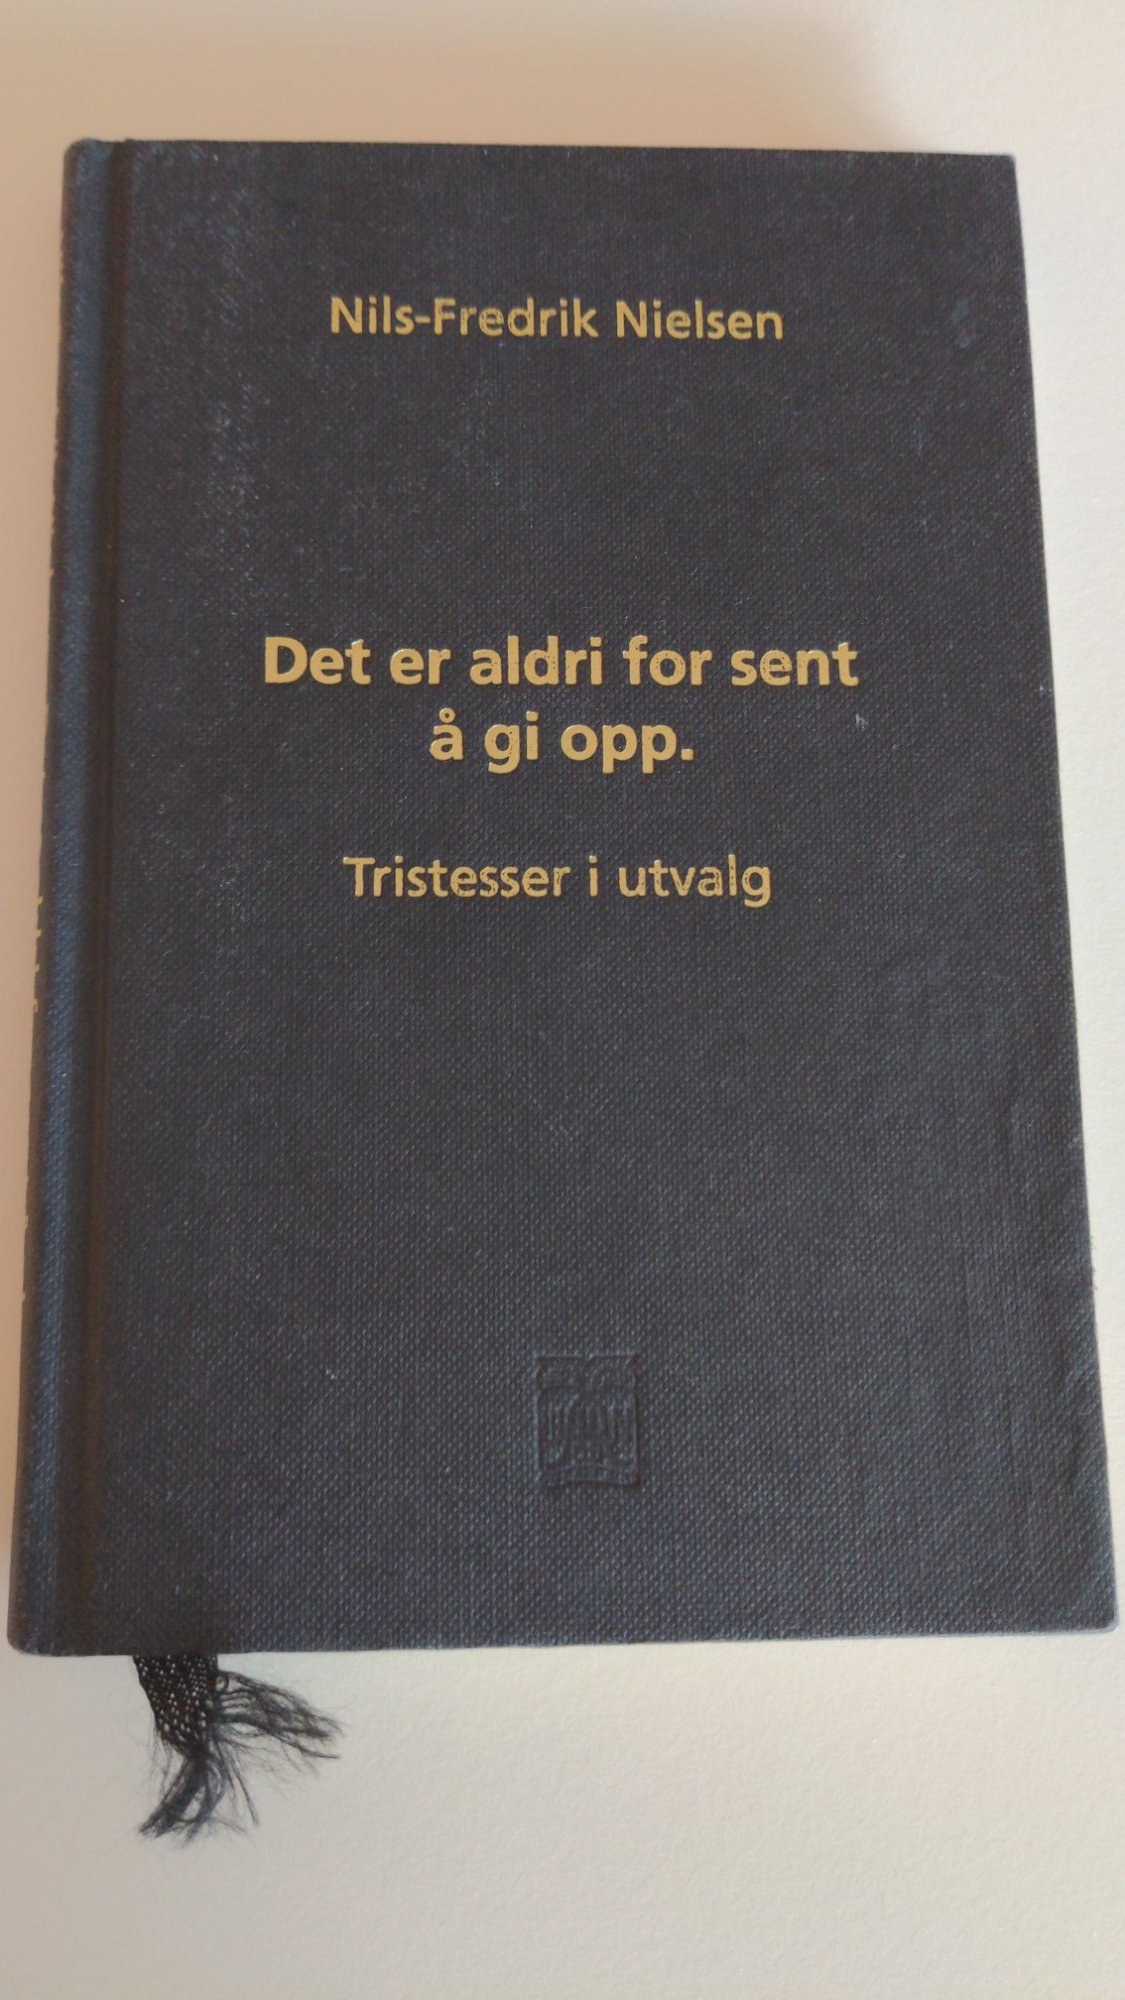 Nils-Fredrik Nielsen
Det er aldri for sent
å gi opp.
Tristesser i utvalg